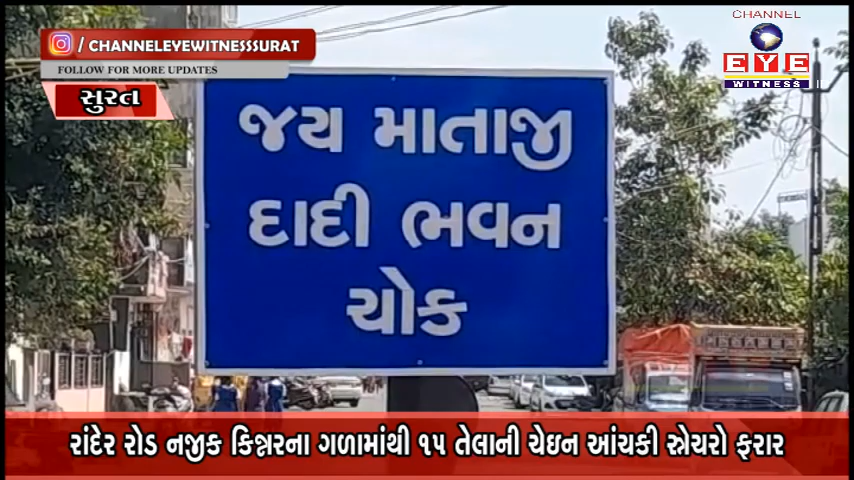 CHANNEL
EYE
WITNESS
/ CHANNELEYEWITNESSSURAT
FOLLOW FOR MORE UPDATES
સુરત
જય માતાજી
દાદી ભવન
ચોક
રાંદેર રોડ નજીક કિન્નરના ગળામાંથી ૧૫ તેલાની ચેઇન આંચકી સ્નેચરો ફરાર